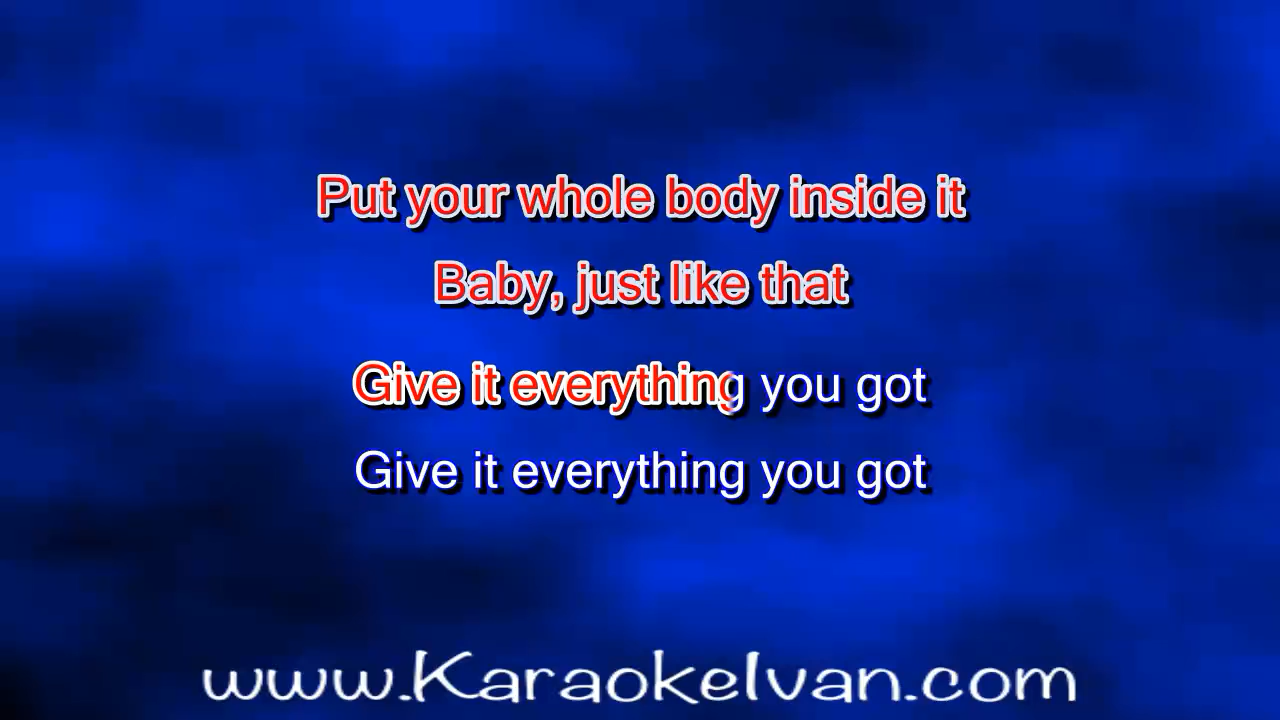 Put your whole body inside it
Baby, just like that
Give it everything you got
Give it everything you got
www.KaraokeIvan.com